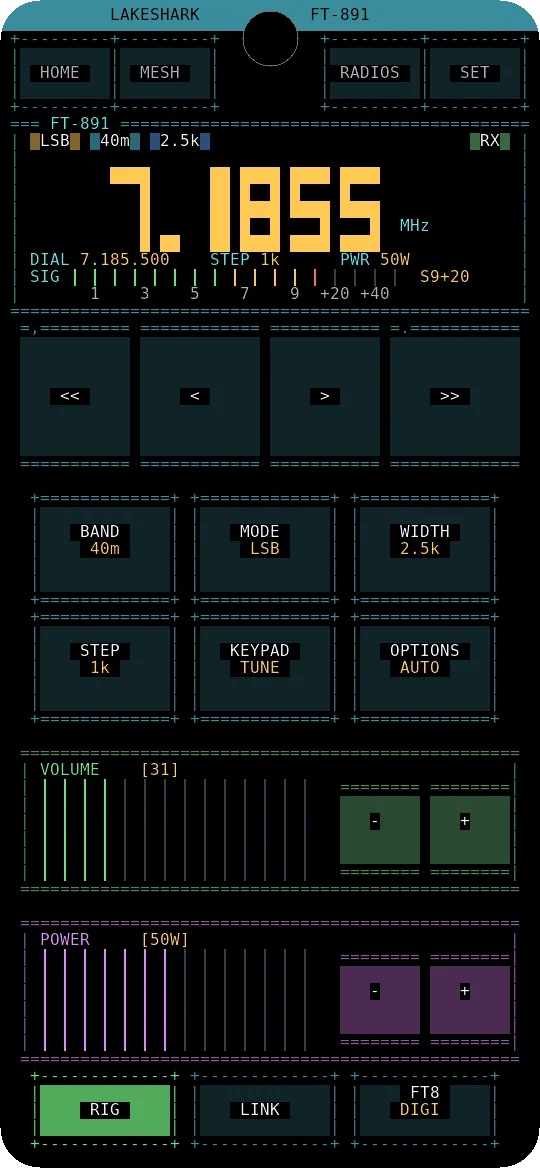 LAKESHARK FT-891
HOME MESH RADIOS SET
FT-891
LSB 40m 2.5k RX
7.1855 MHz
DIAL 7.185.500 STEP 1k PWR 50W
SIG S9+20
1 3 5 7 9 +20 +40
<< < > >>
BAND MODE WIDTH
40m LSB 2.5k
STEP KEYPAD OPTIONS
1k TUNE AUTO
VOLUME [31]
- +
POWER [50W]
- +
RIG LINK FT8
DIGI